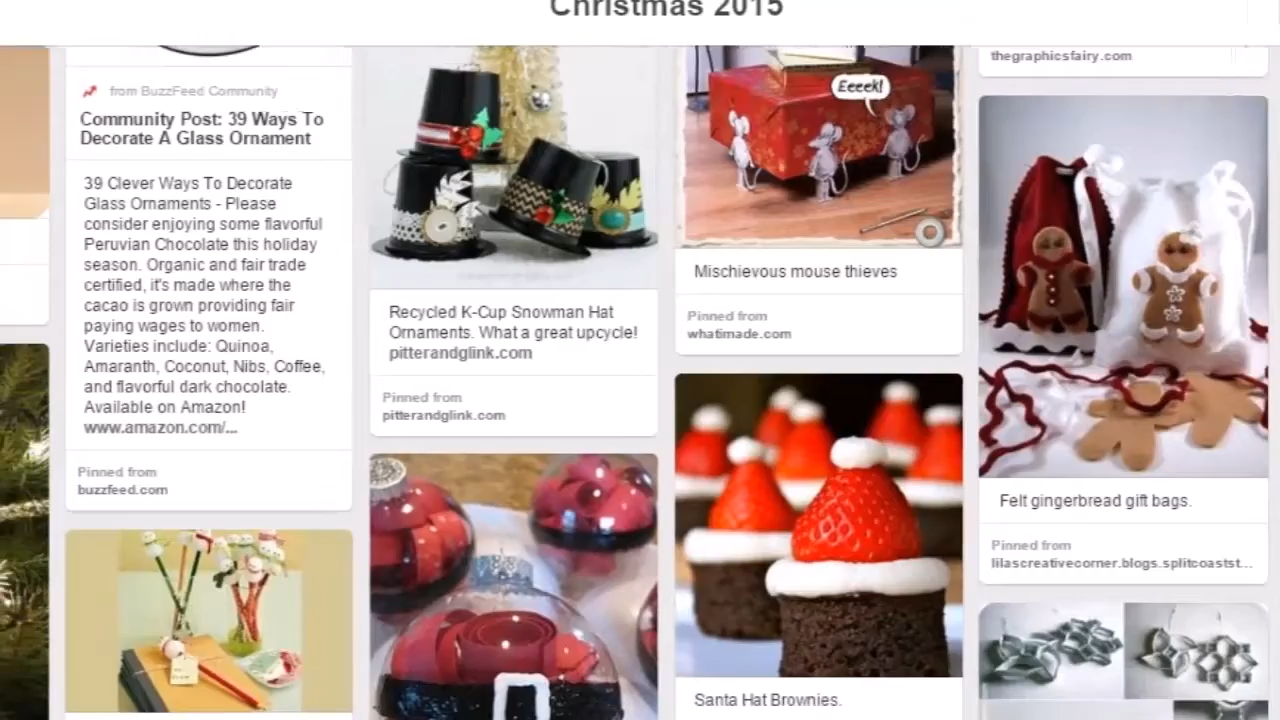 Christmas 2015
from BuzzFeed Community
Community Post: 39 Ways To
Decorate A Glass Ornament
39 Clever Ways To Decorate
Glass Ornaments - Please
consider enjoying some flavorful
Peruvian Chocolate this holiday
season. Organic and fair trade
certified, it's made where the
cacao is grown providing fair
paying wages to women.
Varieties include: Quinoa,
Amaranth, Coconut, Nibs, Coffee,
and flavorful dark chocolate.
Available on Amazon!
www.amazon.com/...
Pinned from
buzzfeed.com
Recycled K-Cup Snowman Hat
Ornaments. What a great upcycle!
pitterandglink.com
Pinned from
pitterandglink.com
Eeeek!
Mischievous mouse thieves
Pinned from
whatimade.com
Santa Hat Brownies.
thegraphicsfairy.com
Felt gingerbread gift bags.
Pinned from
lilascreativecorner.blogs.splitcoastst...